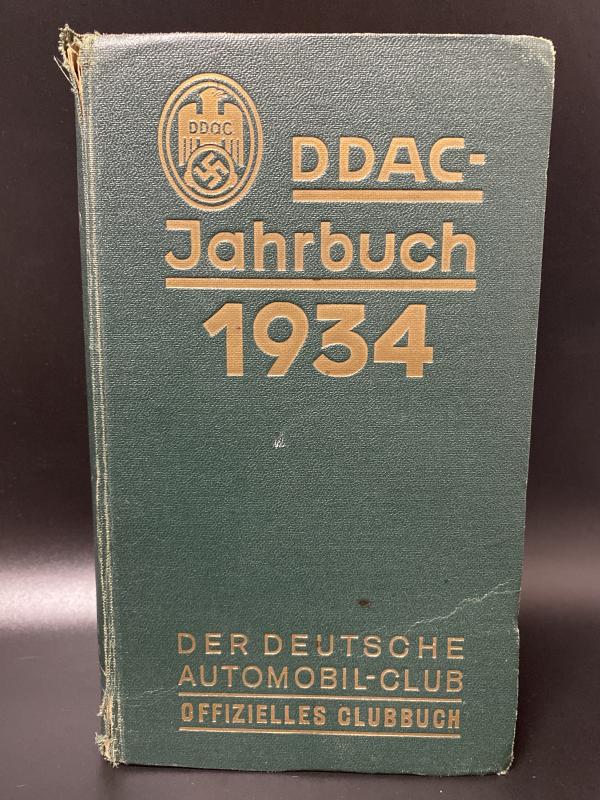 DDAC
DDAC-
Jahrbuch
1934
DER DEUTSCHE
AUTOMOBIL-CLUB
OFFIZIELLES CLUBBUCH